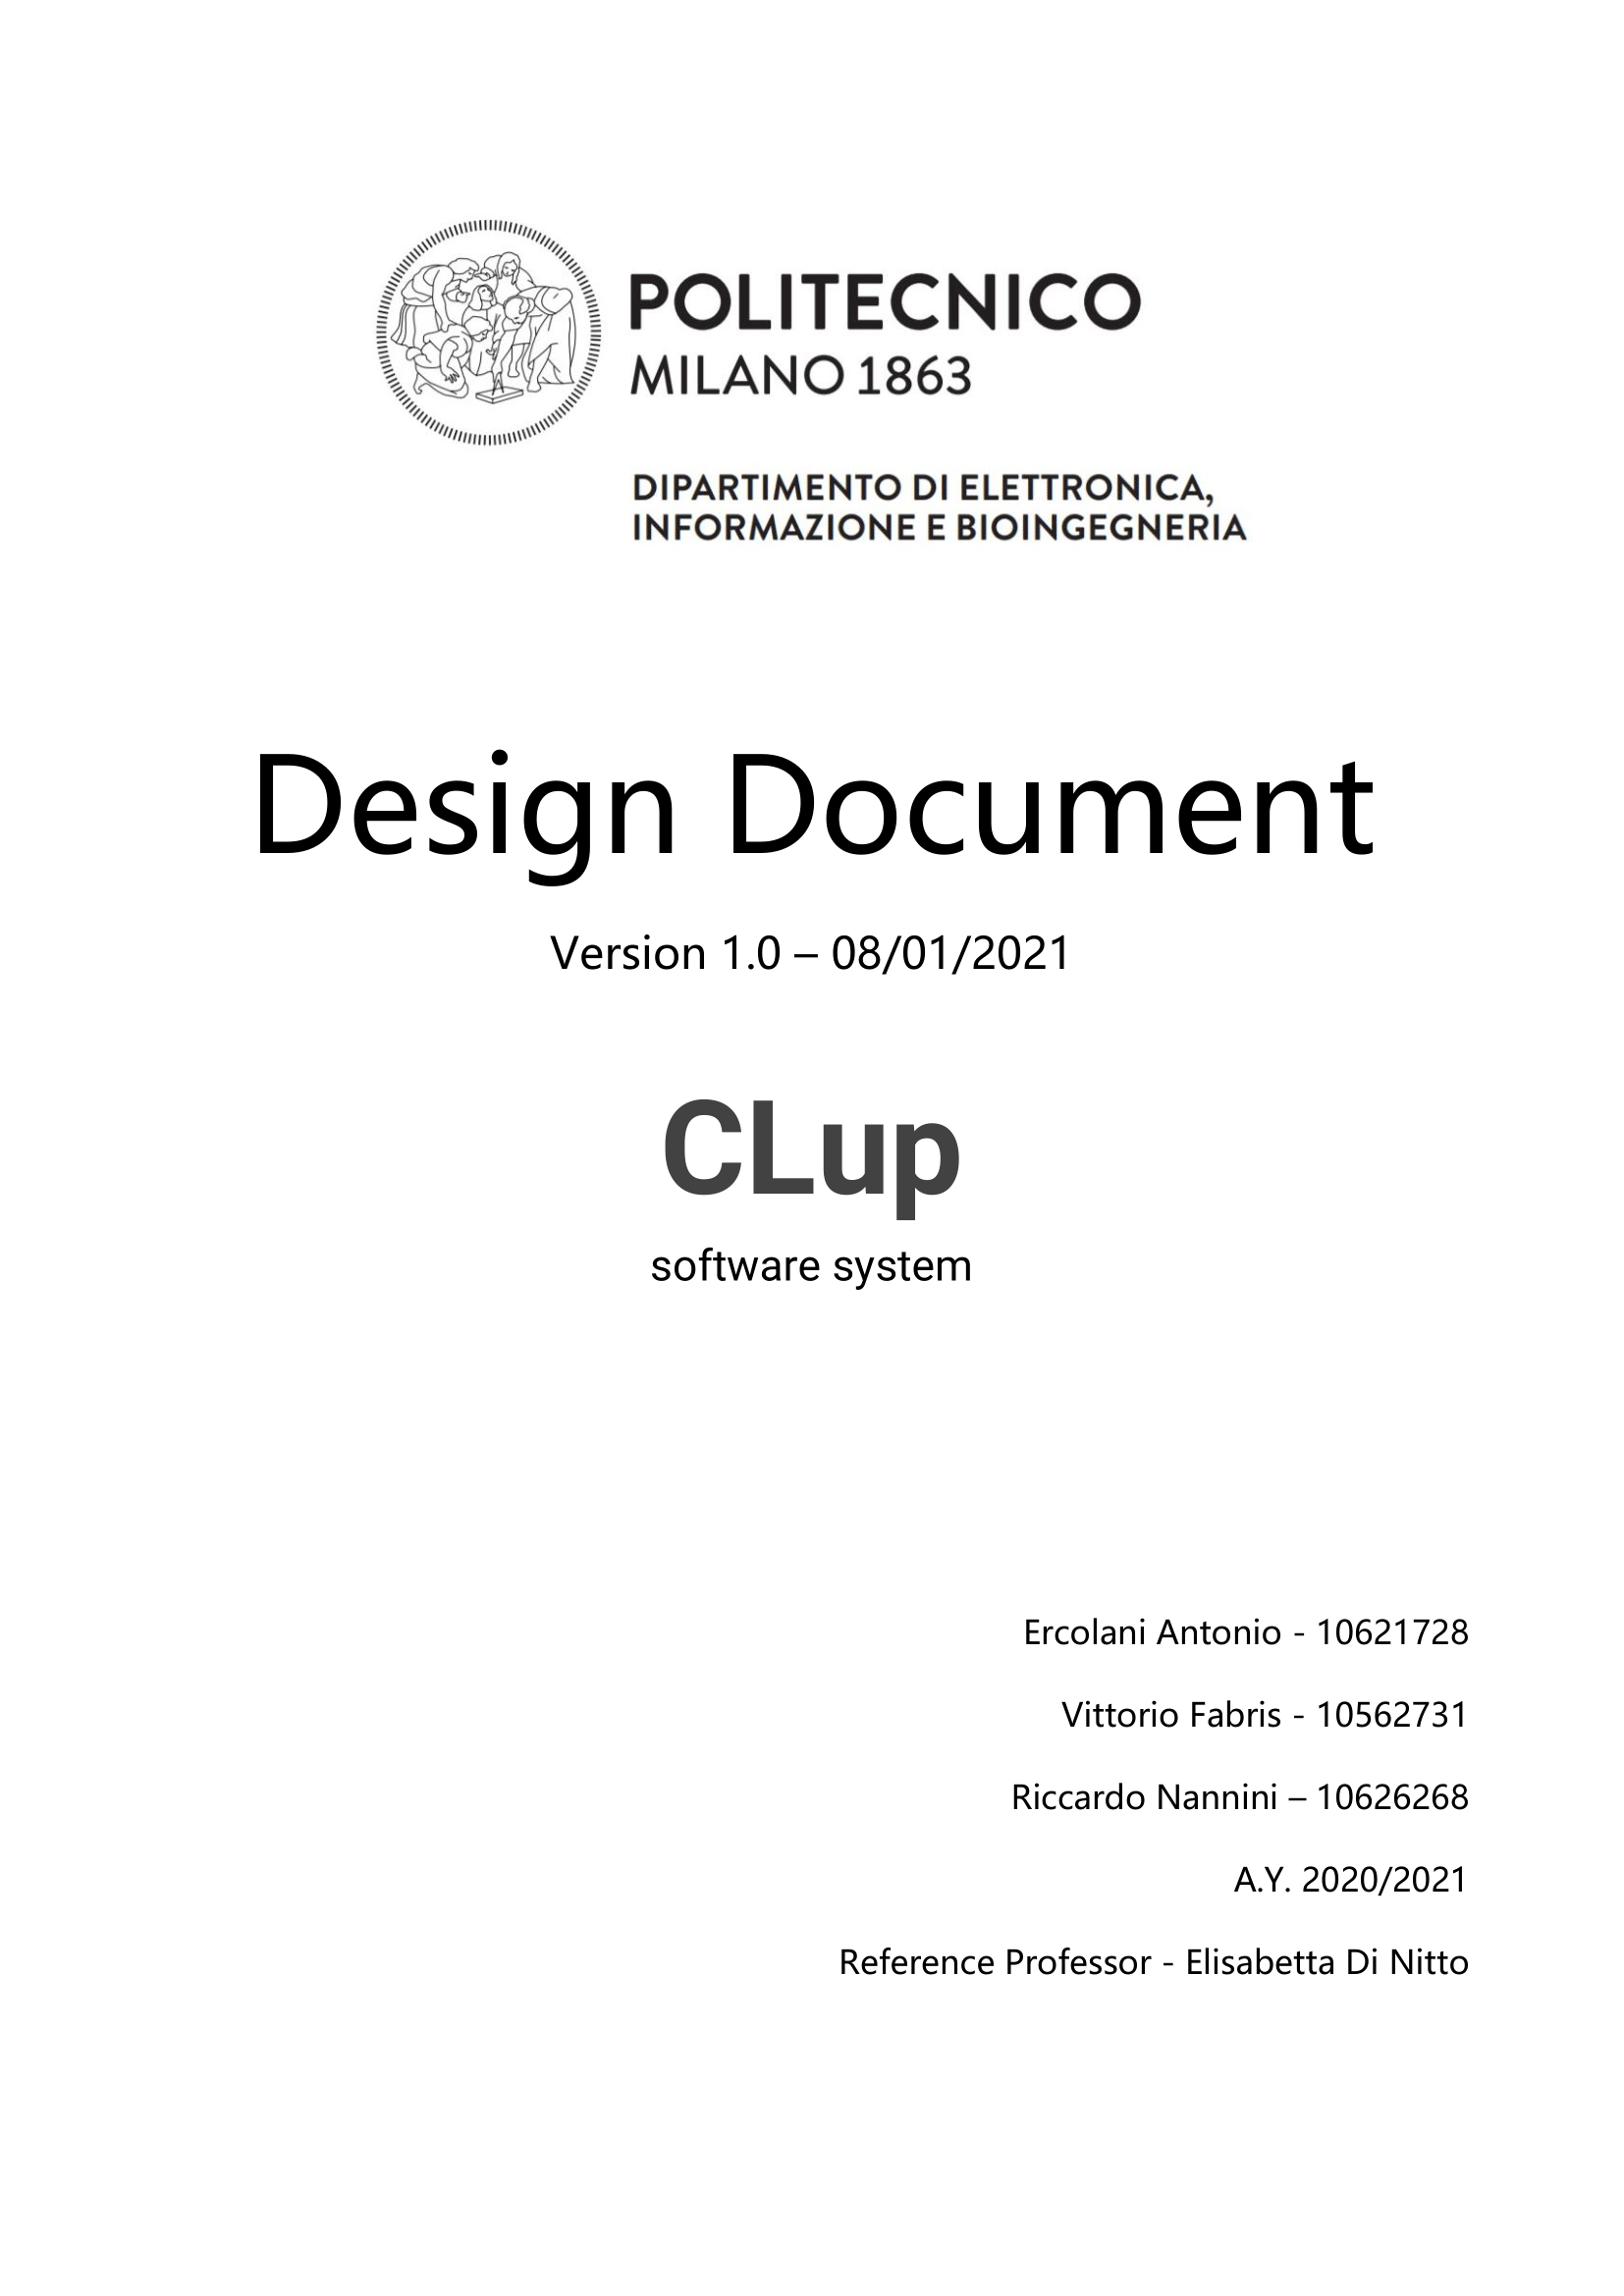 POLITECNICO
MILANO 1863
DIPARTIMENTO DI ELETTRONICA,
INFORMAZIONE E BIOINGEGNERIA
Design Document
Version 1.0 – 08/01/2021
CLup
software system
Ercolani Antonio - 10621728
Vittorio Fabris - 10562731
Riccardo Nannini – 10626268
A.Y. 2020/2021
Reference Professor - Elisabetta Di Nitto